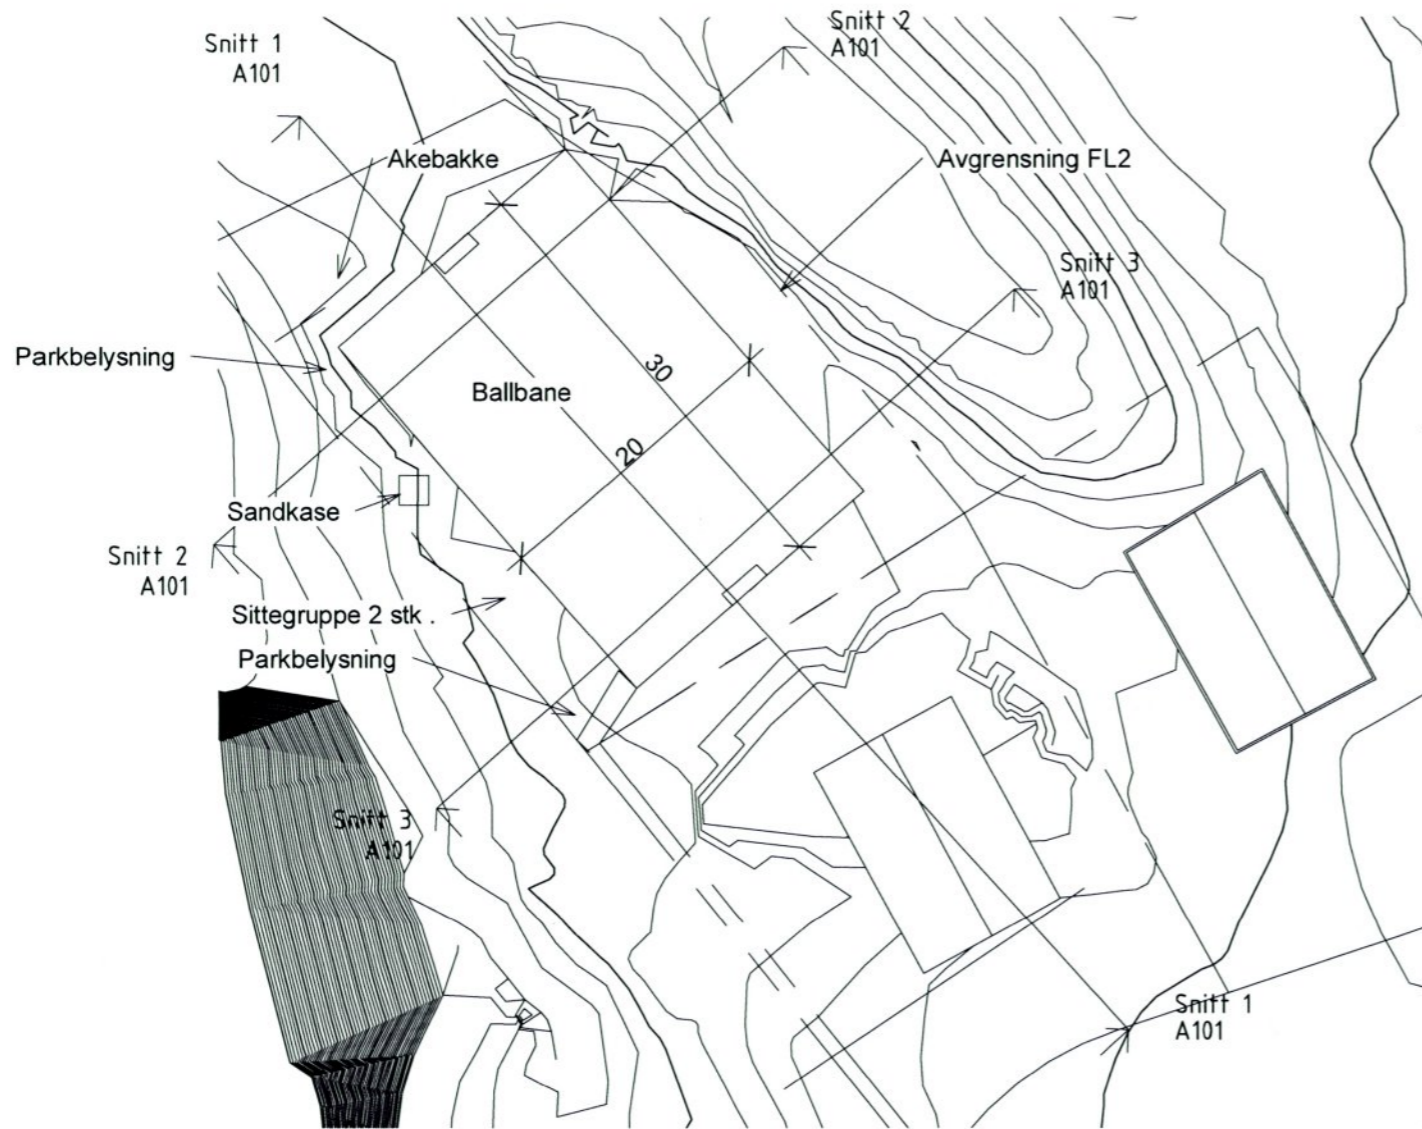 Snitt 2
A101
Snitt 1
A101
Akebakke
Avgrensning FL2
Snitt 3
A101
Parkbelysning
30
Ballbane
20
Sandkase
Snitt 2
A101
Sittegruppe 2 stk .
Parkbelysning
Snitt 3
A101
Snitt 1
A101